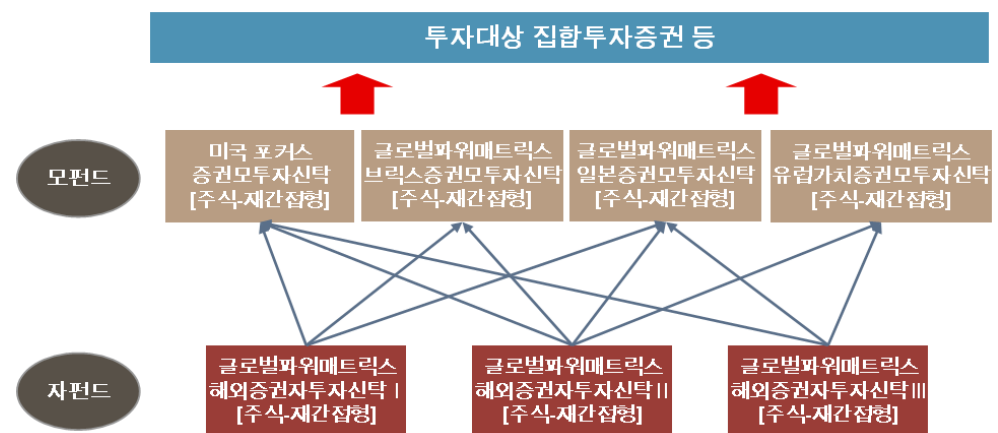 투자대상 집합투자증권 등
모펀드
미국 포커스
증권모투자신탁
[주식-재간접형]
글로벌파워매트릭스
브릭스증권모투자신탁
[주식-재간접형]
글로벌파워매트릭스
일본증권모투자신탁
[주식-재간접형]
글로벌파워매트릭스
유럽가치증권모투자신탁
[주식-재간접형]
자펀드
글로벌파워매트릭스
해외증권자투자신탁Ⅰ
[주식-재간접형]
글로벌파워매트릭스
해외증권자투자신탁Ⅱ
[주식-재간접형]
글로벌파워매트릭스
해외증권자투자신탁Ⅲ
[주식-재간접형]